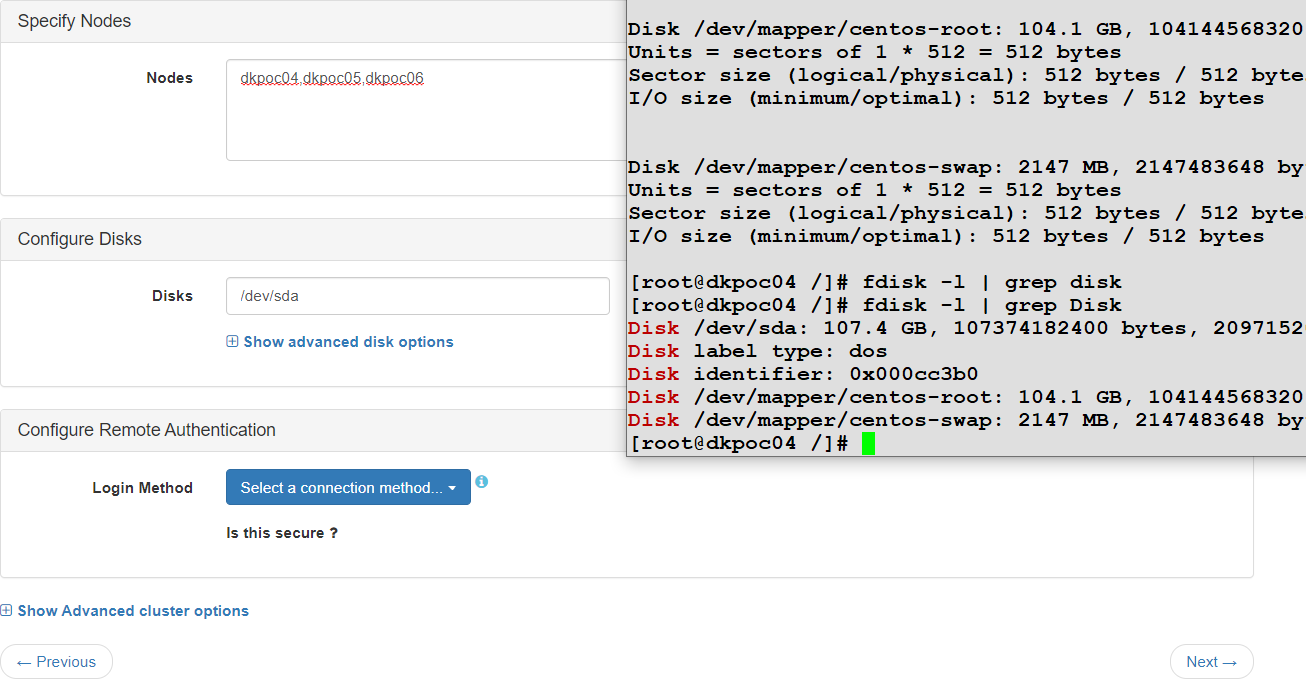 Specify Nodes
Nodes
dkpoc04,dkpoc05,dkpoc06
Configure Disks
Disks
/dev/sda
Show advanced disk options
Configure Remote Authentication
Login Method
Select a connection method...
Is this secure ?
Show Advanced cluster options
← Previous
Next →
Disk /dev/mapper/centos-root: 104.1 GB, 104144568320
Units = sectors of 1 * 512 = 512 bytes
Sector size (logical/physical): 512 bytes / 512 byte
I/O size (minimum/optimal): 512 bytes / 512 bytes
Disk /dev/mapper/centos-swap: 2147 MB, 2147483648 by
Units = sectors of 1 * 512 = 512 bytes
Sector size (logical/physical): 512 bytes / 512 byte
I/O size (minimum/optimal): 512 bytes / 512 bytes
[root@dkpoc04 /]# fdisk -l | grep disk
[root@dkpoc04 /]# fdisk -l | grep Disk
Disk /dev/sda: 107.4 GB, 107374182400 bytes, 2097152
Disk label type: dos
Disk identifier: 0x000cc3b0
Disk /dev/mapper/centos-root: 104.1 GB, 104144568320
Disk /dev/mapper/centos-swap: 2147 MB, 2147483648 by
[root@dkpoc04 /]#